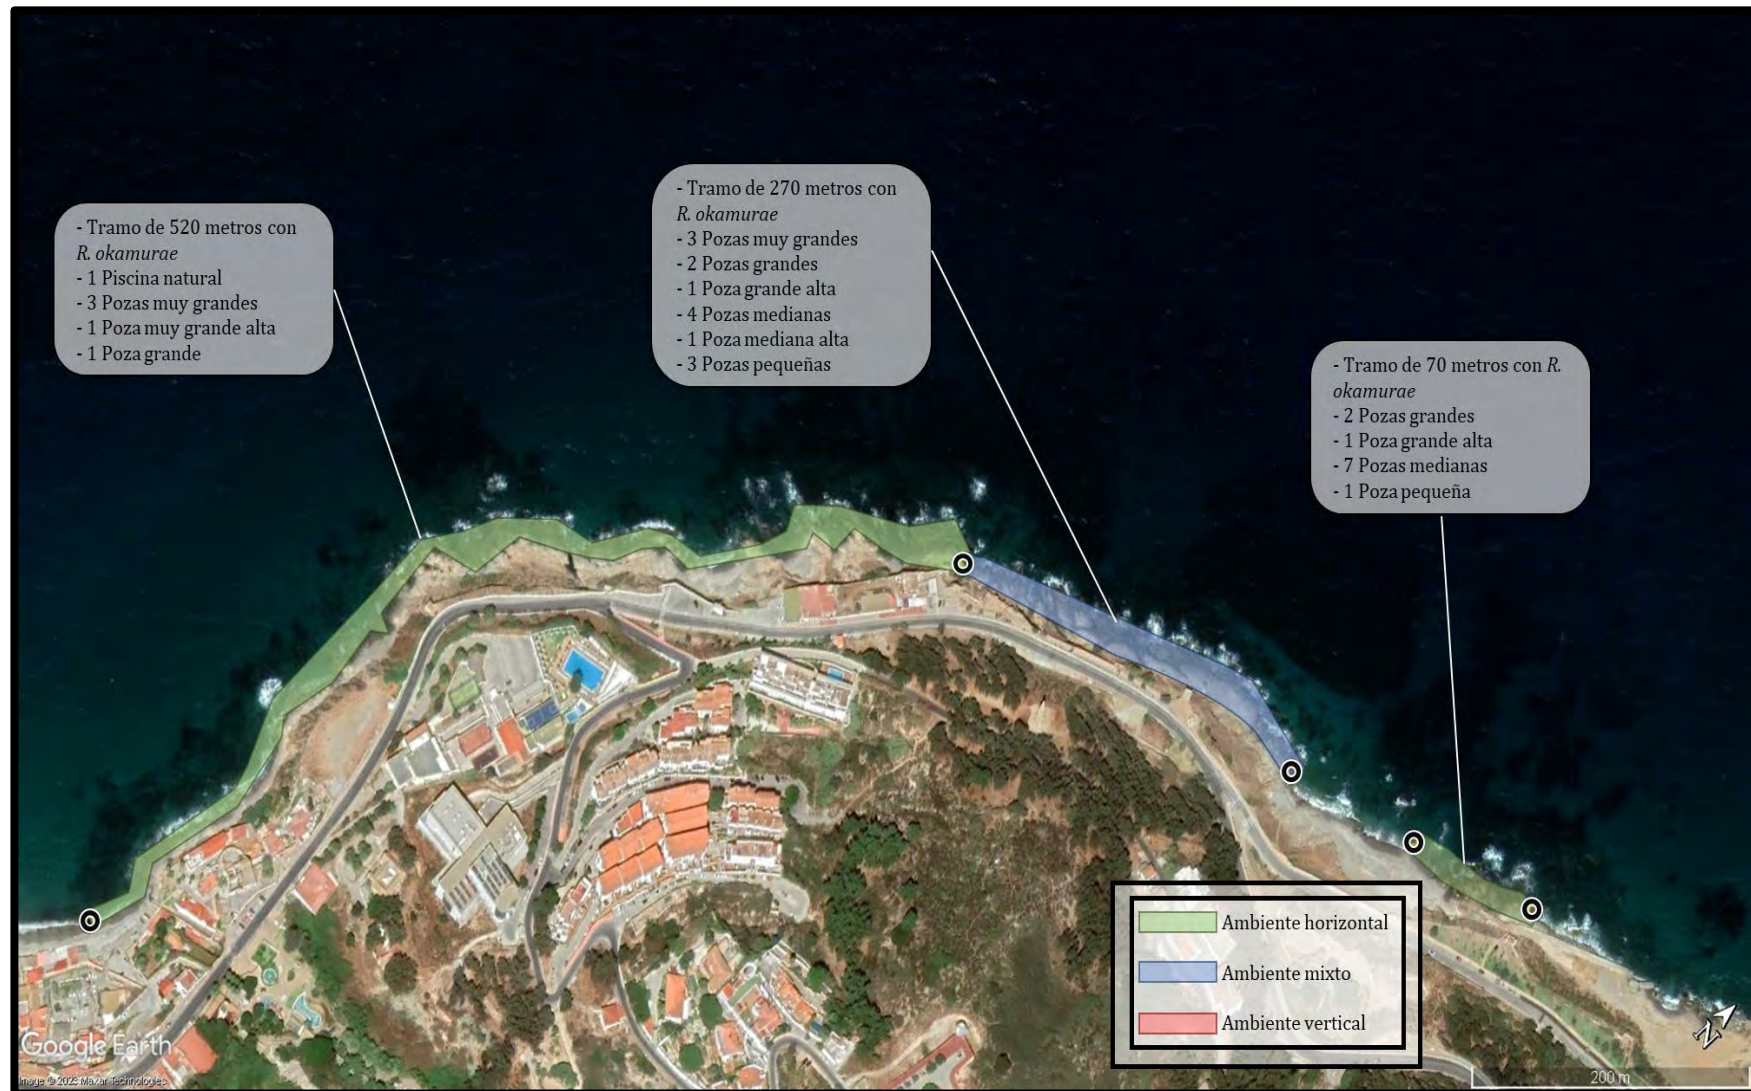 - Tramo de 520 metros con
R. okamurae
- 1 Piscina natural
- 3 Pozas muy grandes
- 1 Poza muy grande alta
- 1 Poza grande
- Tramo de 270 metros con
R. okamurae
- 3 Pozas muy grandes
- 2 Pozas grandes
- 1 Poza grande alta
- 4 Pozas medianas
- 1 Poza mediana alta
- 3 Pozas pequeñas
- Tramo de 70 metros con R.
okamurae
- 2 Pozas grandes
- 1 Poza grande alta
- 7 Pozas medianas
- 1 Poza pequeña
Ambiente horizontal
Ambiente mixto
Ambiente vertical
N
200 m
Google Earth
Image © 2023 Maxar Technologies